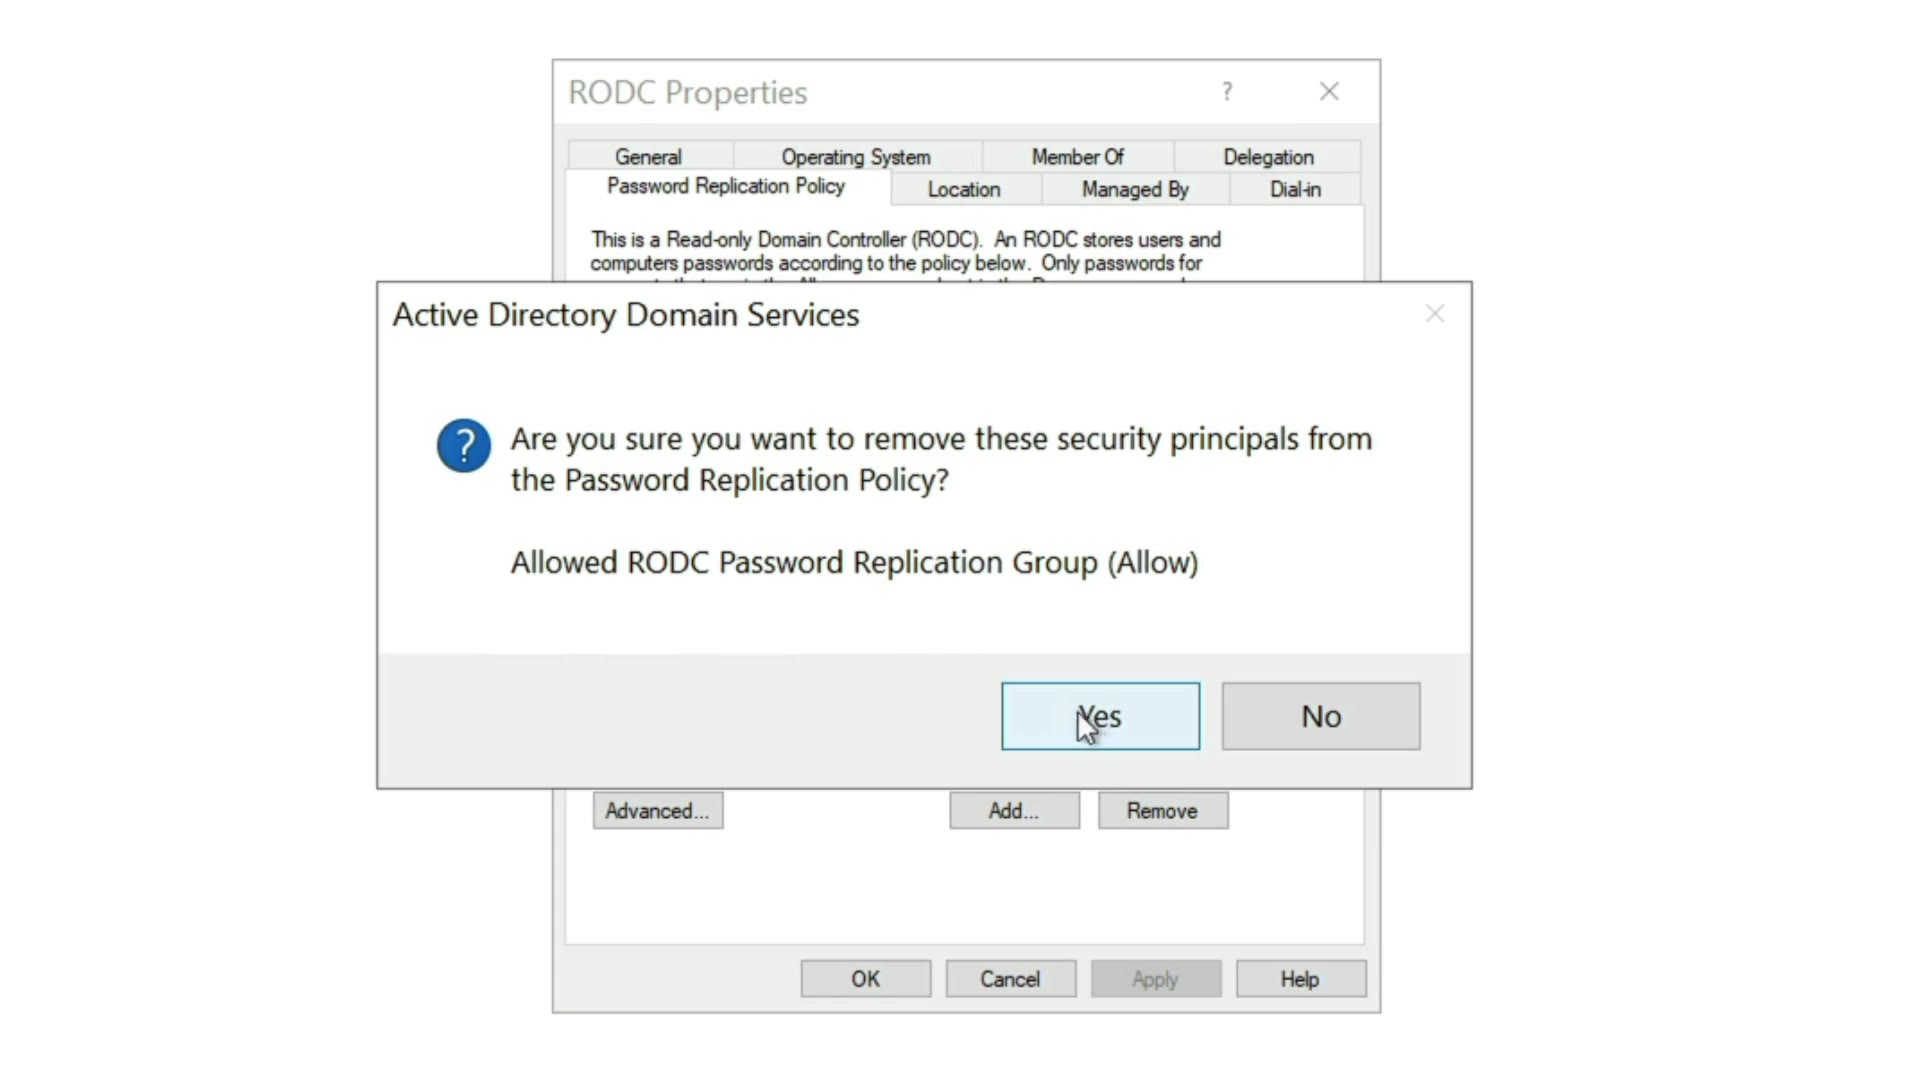 RODC Properties
?
General
Operating System
Member Of
Delegation
Password Replication Policy
Location
Managed By
Dial-in
This is a Read-only Domain Controller (RODC). An RODC stores users and
computers passwords according to the policy below. Only passwords for
Active Directory Domain Services
?
Are you sure you want to remove these security principals from
the Password Replication Policy?
Allowed RODC Password Replication Group (Allow)
Yes
No
Advanced...
Add...
Remove
OK
Cancel
Apply
Help